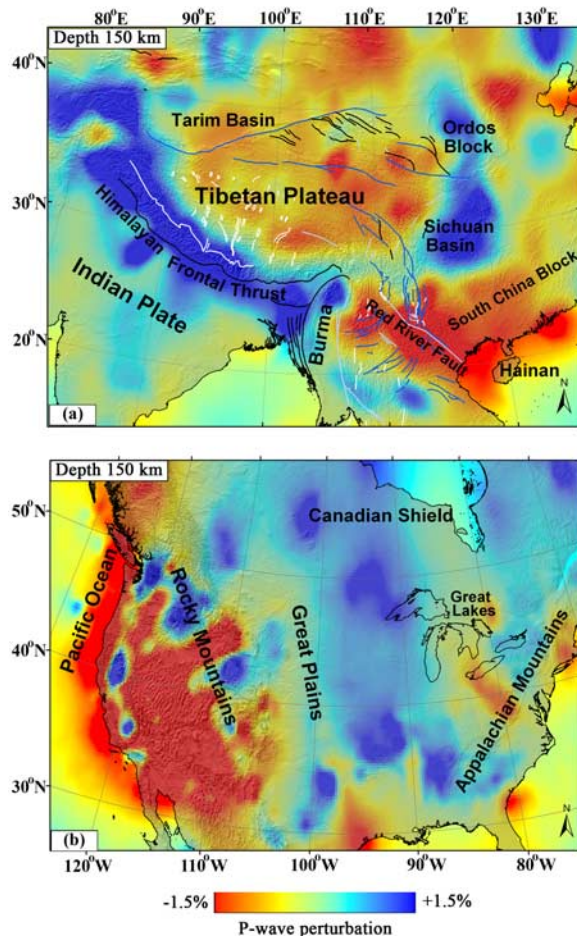 80°E 90°E 100°E 110°E 120°E
Depth 150 km
40°N
30°N
20°N
Tarim Basin
Ordos
Block
Tibetan Plateau
Sichuan
Basin
Himalayan Frontal Thrust
Indian Plate
Burma
Red River Fault
South China Block
Hainan
N
(a)
Depth 150 km
50°N
40°N
30°N
Canadian Shield
Pacific Ocean
Rocky Mountains
Great Plains
Great
Lakes
Appalachian Mountains
N
(b)
120°W 110°W 100°W 90°W 80°W
-1.5% +1.5%
P-wave perturbation